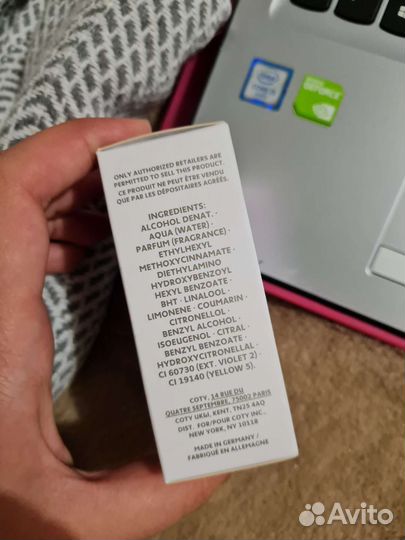 ONLY AUTHORIZED RETAILERS ARE
PERMITTED TO SELL THIS PRODUCT.
CE PRODUIT NE PEUT ÊTRE VENDU
QUE PAR LES DÉPOSITAIRES AGRÉÉS.
INGREDIENTS:
ALCOHOL DENAT. ·
AQUA (WATER) ·
PARFUM (FRAGRANCE) ·
ETHYLHEXYL
METHOXYCINNAMATE ·
DIETHYLAMINO
HYDROXYBENZOYL
HEXYL BENZOATE ·
BHT · LINALOOL ·
LIMONENE · COUMARIN ·
CITRONELLOL ·
BENZYL ALCOHOL ·
ISOEUGENOL · CITRAL ·
BENZYL BENZOATE ·
HYDROXYCITRONELLAL ·
CI 60730 (EXT. VIOLET 2) ·
CI 19140 (YELLOW 5).
COTY, 14 RUE DU
QUATRE SEPTEMBRE, 75002 PARIS
COTY UK&I, KENT, TN25 4AQ
DIST. FOR/POUR COTY INC.,
NEW YORK, NY 10118
MADE IN GERMANY /
FABRIQUÉ EN ALLEMAGNE
intel
GEFORCE
Avito